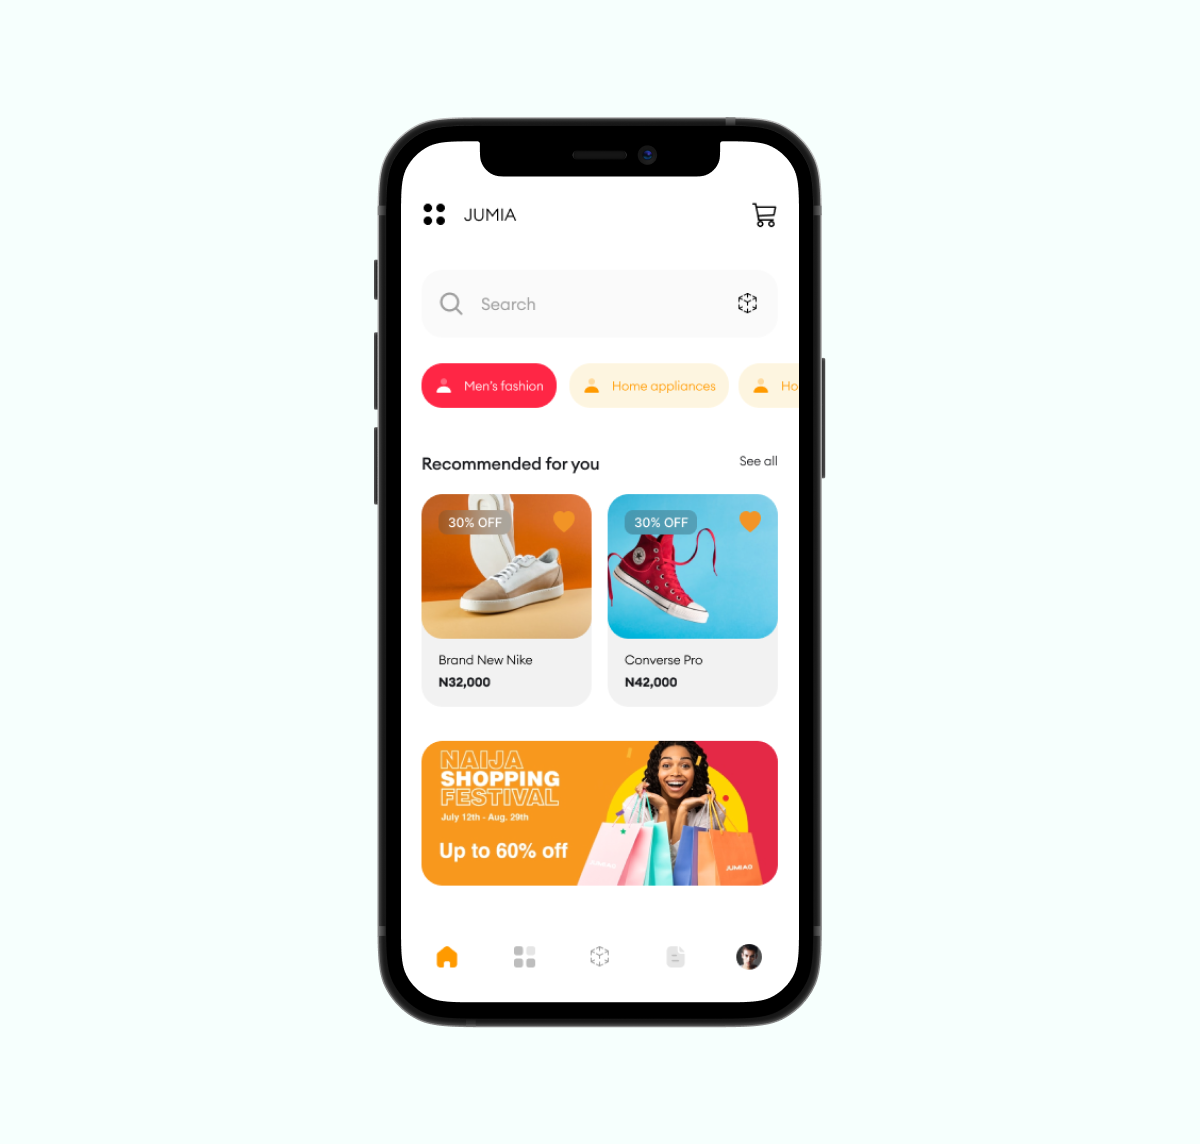 JUMIA
Search
Men's fashion
Home appliances
Ho
Recommended for you
See all
30% OFF
30% OFF
Brand New Nike
N32,000
Converse Pro
N42,000
NAIJA
SHOPPING
FESTIVAL
July 12th - Aug. 29th
Up to 60% off